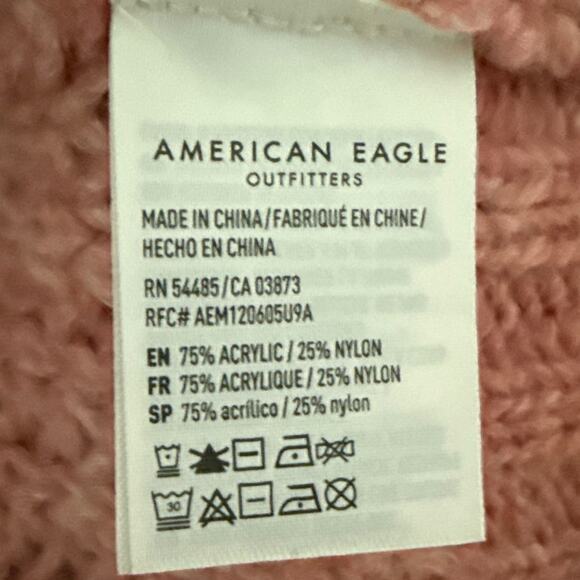 AMERICAN EAGLE
OUTFITTERS
MADE IN CHINA/FABRIQUÉ EN CHINE/
HECHO EN CHINA
RN 54485/CA 03873
RFC# AEM120605U9A
EN 75% ACRYLIC / 25% NYLON
FR 75% ACRYLIQUE / 25% NYLON
SP 75% acrílico / 25% nylon
30